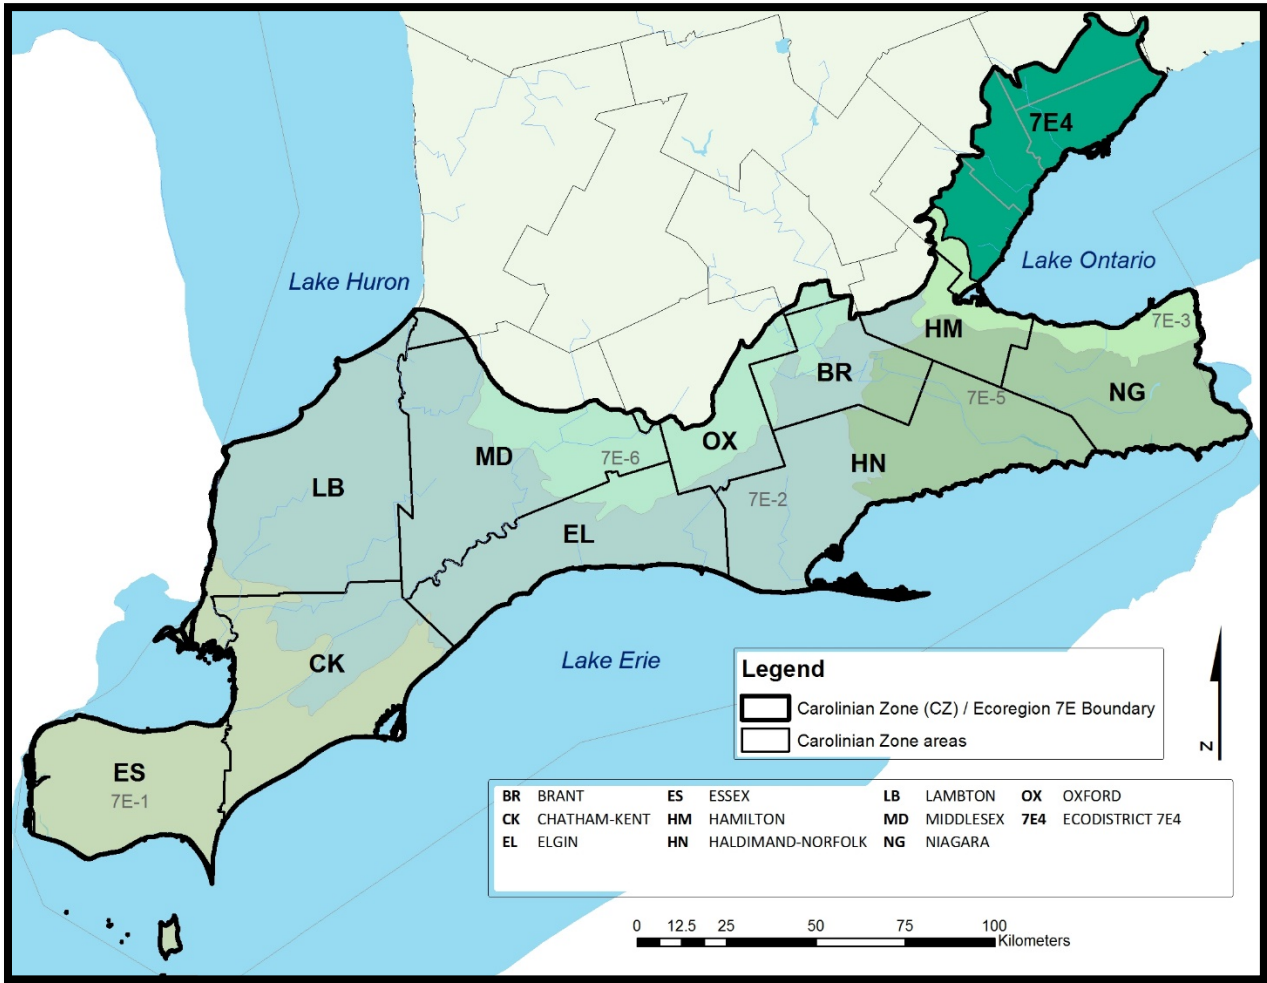 7E4
Lake Huron
Lake Ontario
7E-3
HM
BR
NG
7E-5
OX
MD
7E-6
HN
LB
7E-2
EL
CK
Lake Erie
ES
7E-1
Legend
Carolinian Zone (CZ) / Ecoregion 7E Boundary
Carolinian Zone areas
N
BR BRANT ES ESSEX LB LAMBTON OX OXFORD
CK CHATHAM-KENT HM HAMILTON MD MIDDLESEX 7E4 ECODISTRICT 7E4
EL ELGIN HN HALDIMAND-NORFOLK NG NIAGARA
0 12.5 25 50 75 100
Kilometers